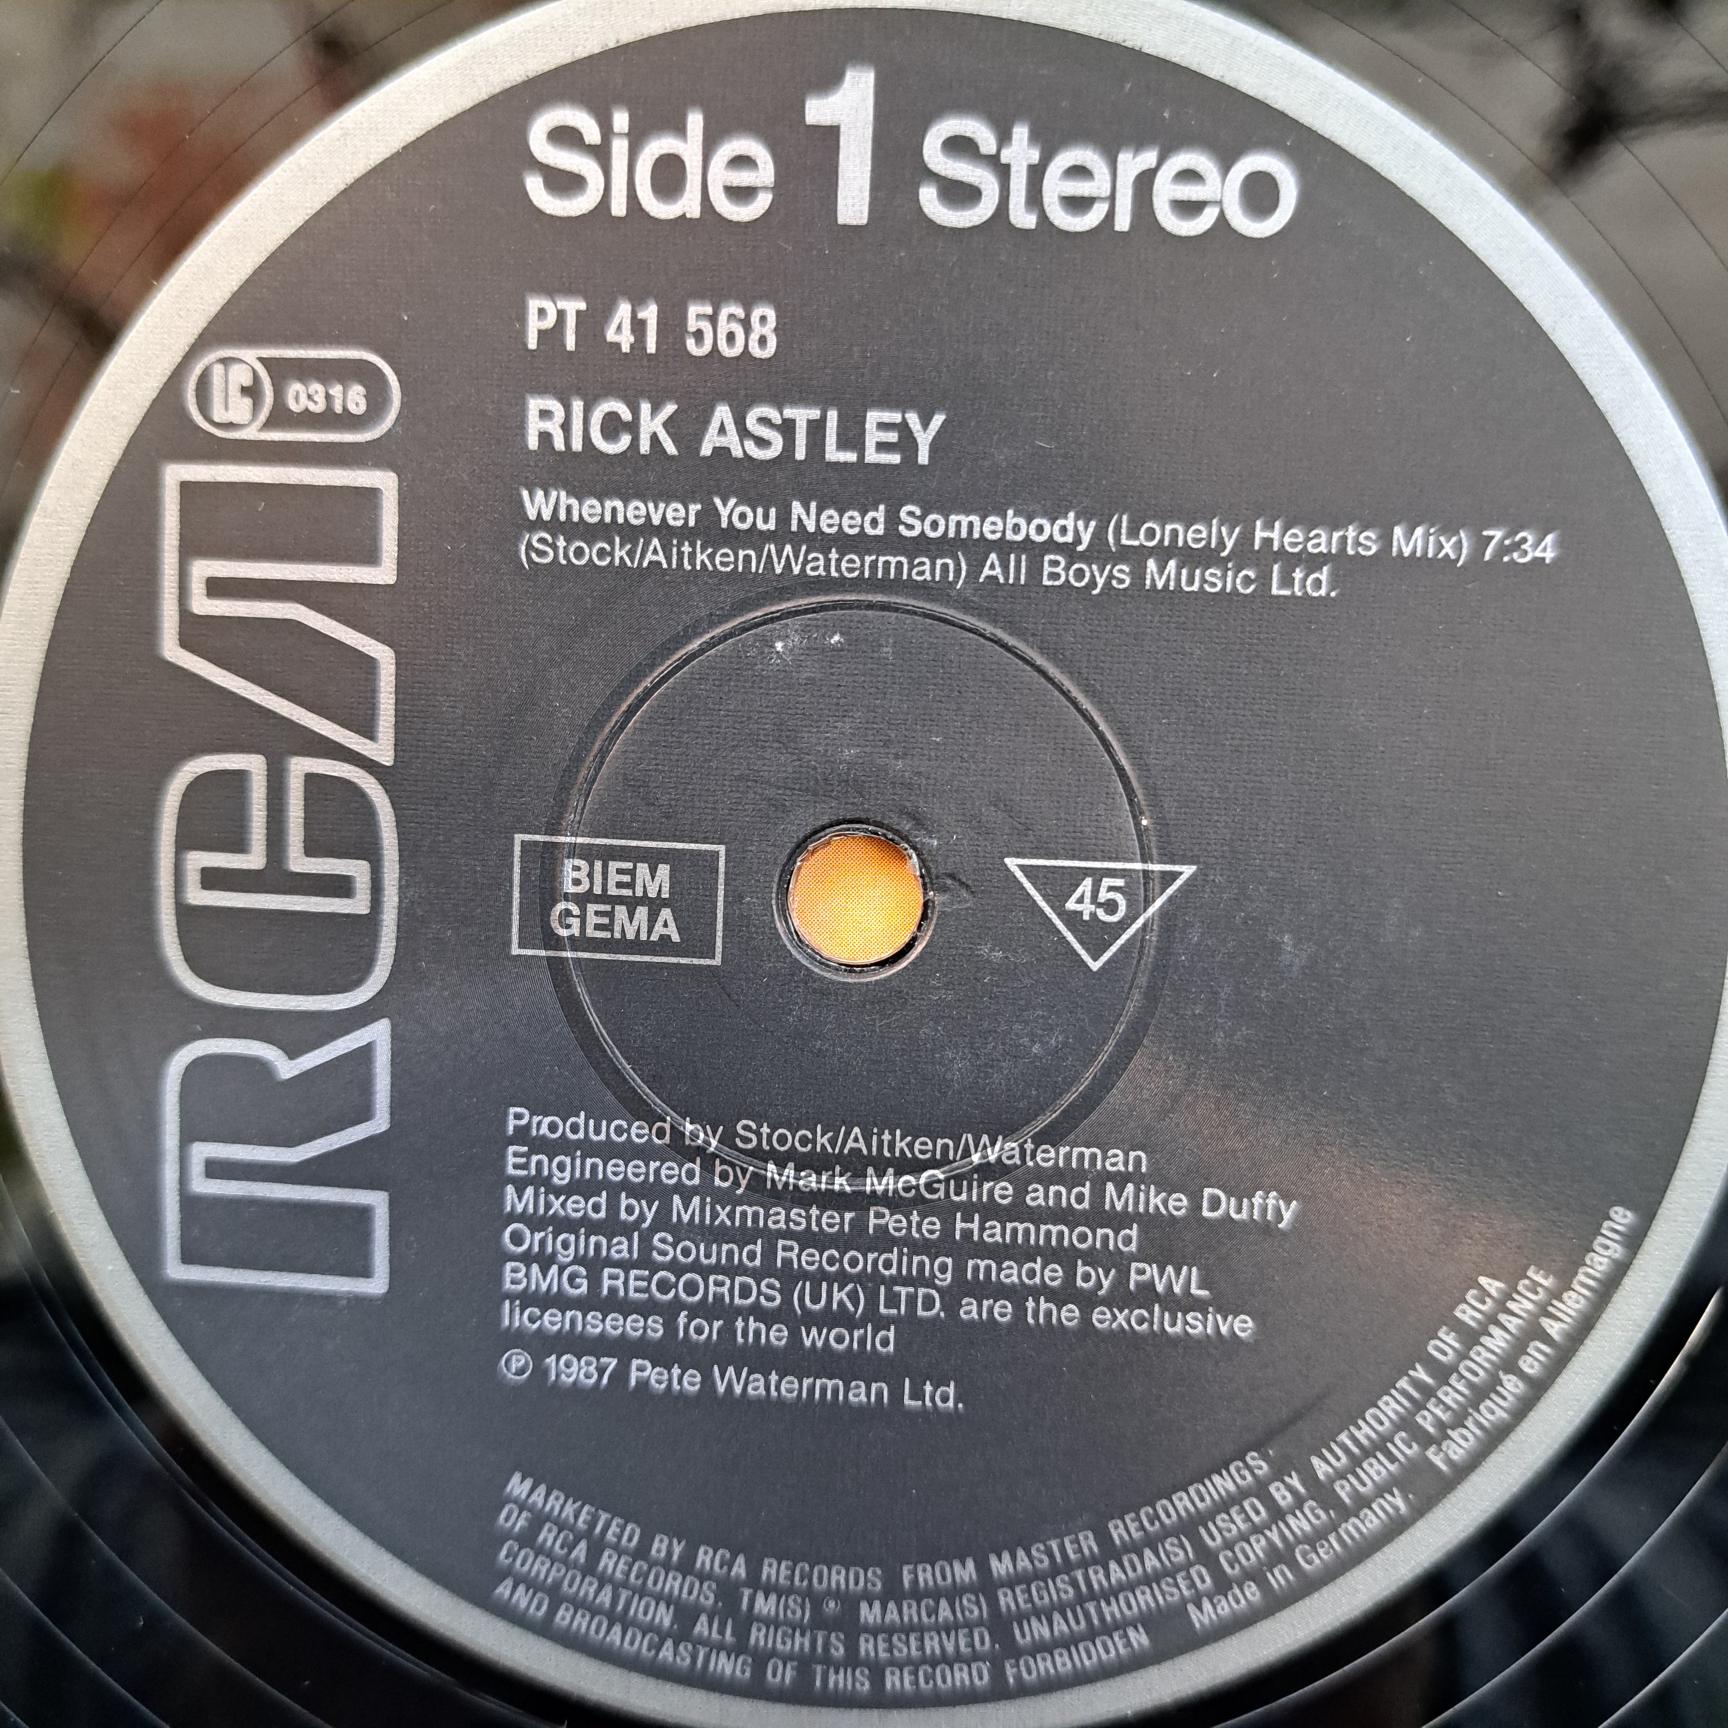 Side 1 Stereo
PT 41 568
LC 0316
RICK ASTLEY
Whenever You Need Somebody (Lonely Hearts Mix) 7:34
(Stock/Aitken/Waterman) All Boys Music Ltd.
RCA
BIEM
GEMA
45
Produced by Stock/Aitken/Waterman
Engineered by Mark McGuire and Mike Duffy
Mixed by Mixmaster Pete Hammond
Original Sound Recording made by PWL
BMG RECORDS (UK) LTD. are the exclusive
licensees for the world
℗ 1987 Pete Waterman Ltd.
MARKETED BY RCA RECORDS FROM MASTER RECORDINGS
OF RCA RECORDS. TM(S) ® MARCA(S) REGISTRADA(S) USED BY AUTHORITY OF RCA
CORPORATION. ALL RIGHTS RESERVED. UNAUTHORISED COPYING, PUBLIC PERFORMANCE
AND BROADCASTING OF THIS RECORD FORBIDDEN Made in Germany. Fabriqué en Allemagne